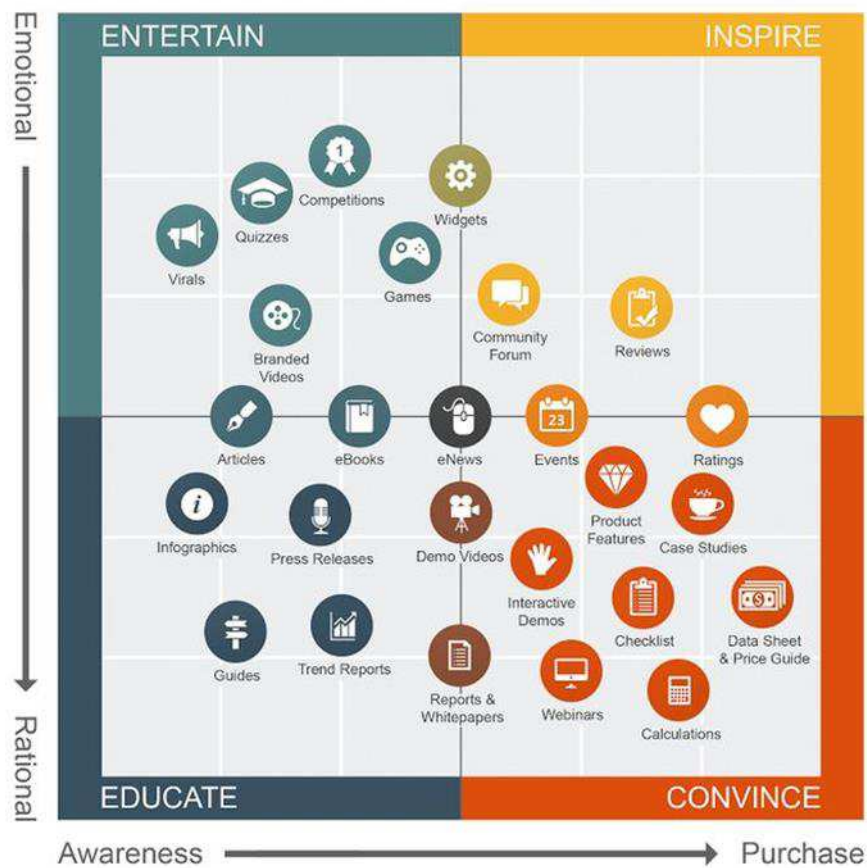 Emotional
ENTERTAIN
INSPIRE
1
Competitions
Widgets
Quizzes
Virals
Games
Community
Forum
Reviews
Branded
Videos
23
Articles
eBooks
eNews
Events
Ratings
i
Infographics
Press Releases
Demo Videos
Product
Features
Case Studies
Interactive
Demos
Checklist
$
Data Sheet
& Price Guide
Guides
Trend Reports
Reports &
Whitepapers
Webinars
Calculations
Rational
EDUCATE
CONVINCE
Awareness
Purchase